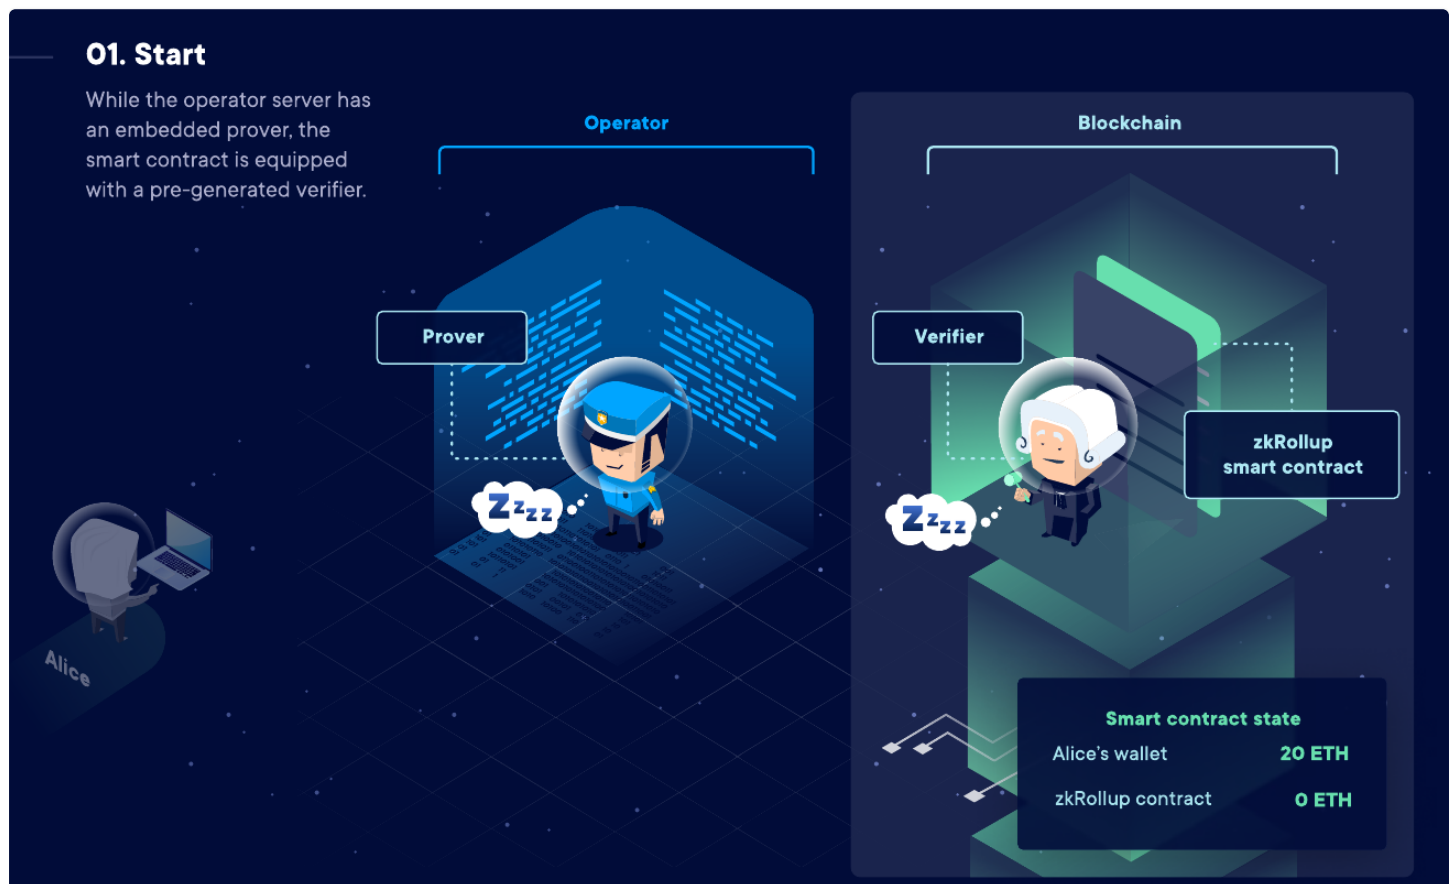 01. Start
While the operator server has
an embedded prover, the
smart contract is equipped
with a pre-generated verifier.
Operator
Blockchain
Prover
Verifier
zkRollup
smart contract
Zzzz
Zzzz
Alice
Smart contract state
Alice's wallet 20 ETH
zkRollup contract 0 ETH